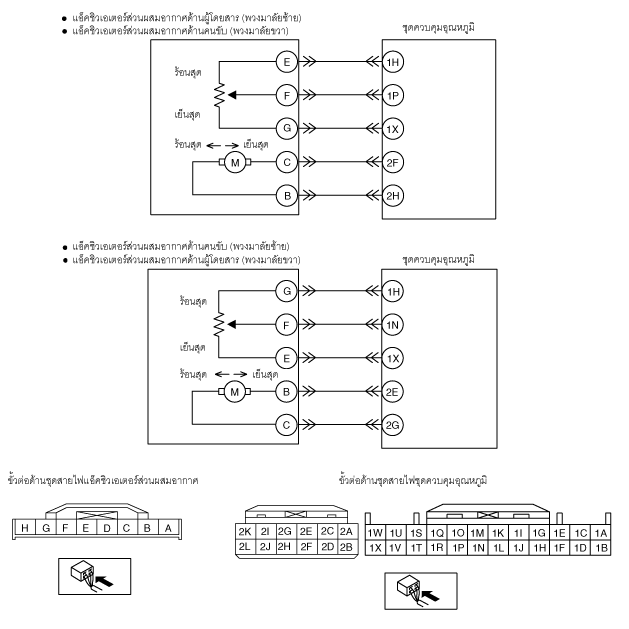 ● แอ็คชิวเอเตอร์ส่วนผสมอากาศด้านผู้โดยสาร (พวงมาลัยซ้าย)
● แอ็คชิวเอเตอร์ส่วนผสมอากาศด้านคนขับ (พวงมาลัยขวา)
ชุดควบคุมอุณหภูมิ
E 1H
ร้อนสุด
F 1P
เย็นสุด
G 1X
ร้อนสุด เย็นสุด
M C 2F
B 2H
● แอ็คชิวเอเตอร์ส่วนผสมอากาศด้านคนขับ (พวงมาลัยซ้าย)
● แอ็คชิวเอเตอร์ส่วนผสมอากาศด้านผู้โดยสาร (พวงมาลัยขวา)
ชุดควบคุมอุณหภูมิ
G 1H
ร้อนสุด
F 1N
เย็นสุด
E 1X
ร้อนสุด เย็นสุด
M B 2E
C 2G
ขั้วต่อด้านชุดสายไฟแอ็คชิวเอเตอร์ส่วนผสมอากาศ
ขั้วต่อด้านชุดสายไฟชุดควบคุมอุณหภูมิ
H G F E D C B A
2K 2I 2G 2E 2C 2A
2L 2J 2H 2F 2D 2B
1W 1U 1S 1Q 1O 1M 1K 1I 1G 1E 1C 1A
1X 1V 1T 1R 1P 1N 1L 1J 1H 1F 1D 1B